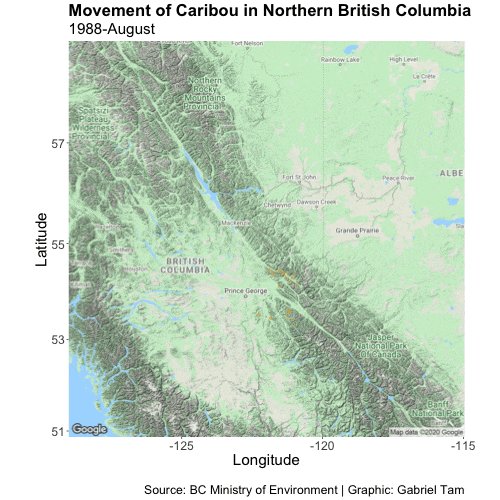 Movement of Caribou in Northern British Columbia
1988-August
Fort Nelson
Rainbow Lake
High Level
La Crête
Northern
Rocky
Mountains
Provincial...
Spatsizi
Plateau
Wilderness
Provincial...
57
Fort St John
Peace River
ALBE
Chetwynd
Dawson Creek
Mackenzie
Grande Prairie
55
Smithers
Houston
BRITISH
COLUMBIA
Prince George
53
Jasper
National Park
Of Canada
Banff
National Park
51
Google
Map data ©2020 Google
-125
-120
-115
Latitude
Longitude
Source: BC Ministry of Environment | Graphic: Gabriel Tam